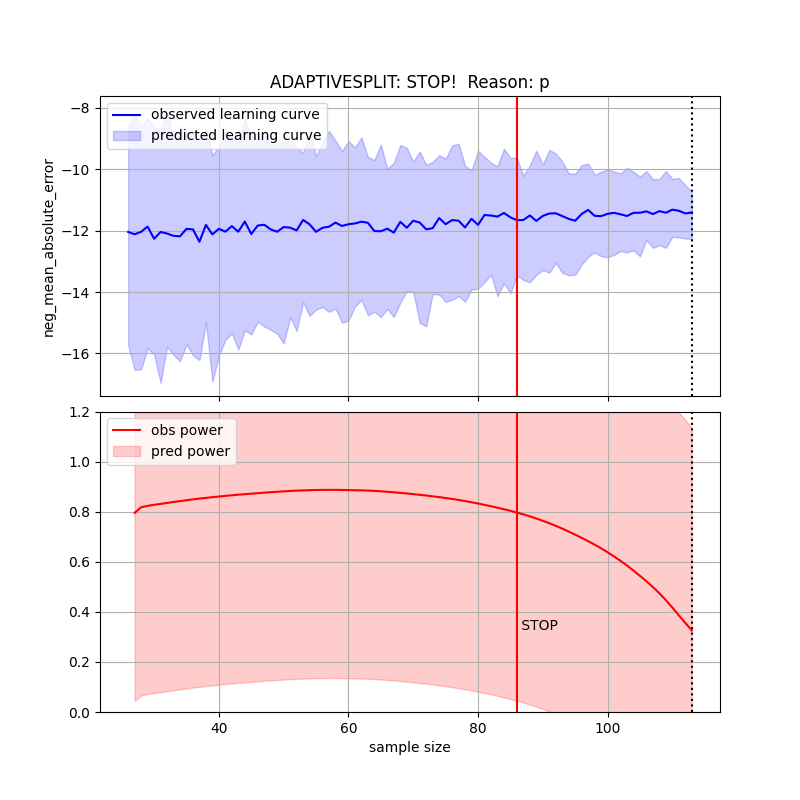 ADAPTIVESPLIT: STOP!  Reason: p
observed learning curve
predicted learning curve
neg_mean_absolute_error
−8
−10
−12
−14
−16
obs power
pred power
1.2
1.0
0.8
0.6
0.4
0.2
0.0
STOP
40 60 80 100
sample size